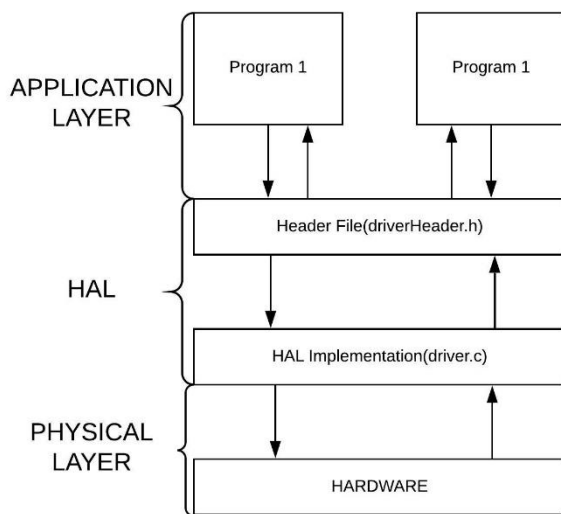 APPLICATION
LAYER
Program 1
Program 1
Header File(driverHeader.h)
HAL
HAL Implementation(driver.c)
PHYSICAL
LAYER
HARDWARE